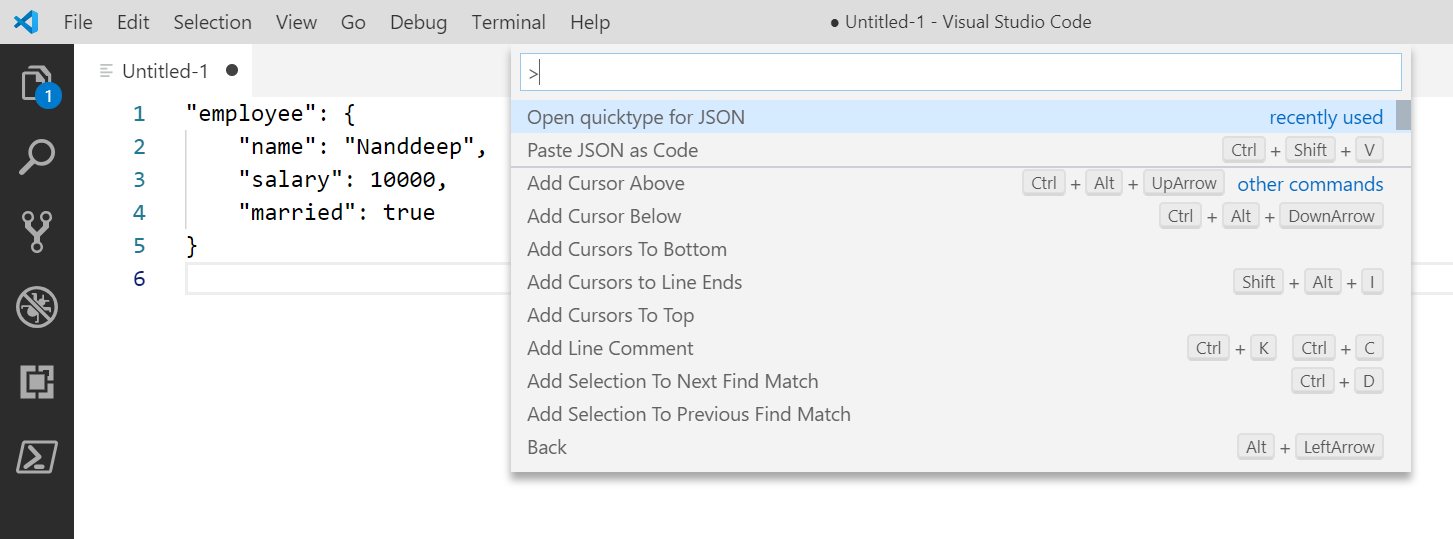 File Edit Selection View Go Debug Terminal Help ● Untitled-1 - Visual Studio Code
Untitled-1 ●
1
1 "employee": {
2 "name": "Nanddeep",
3 "salary": 10000,
4 "married": true
5 }
6
>
Open quicktype for JSON recently used
Paste JSON as Code Ctrl + Shift + V
Add Cursor Above Ctrl + Alt + UpArrow other commands
Add Cursor Below Ctrl + Alt + DownArrow
Add Cursors To Bottom
Add Cursors to Line Ends Shift + Alt + I
Add Cursors To Top
Add Line Comment Ctrl + K Ctrl + C
Add Selection To Next Find Match Ctrl + D
Add Selection To Previous Find Match
Back Alt + LeftArrow